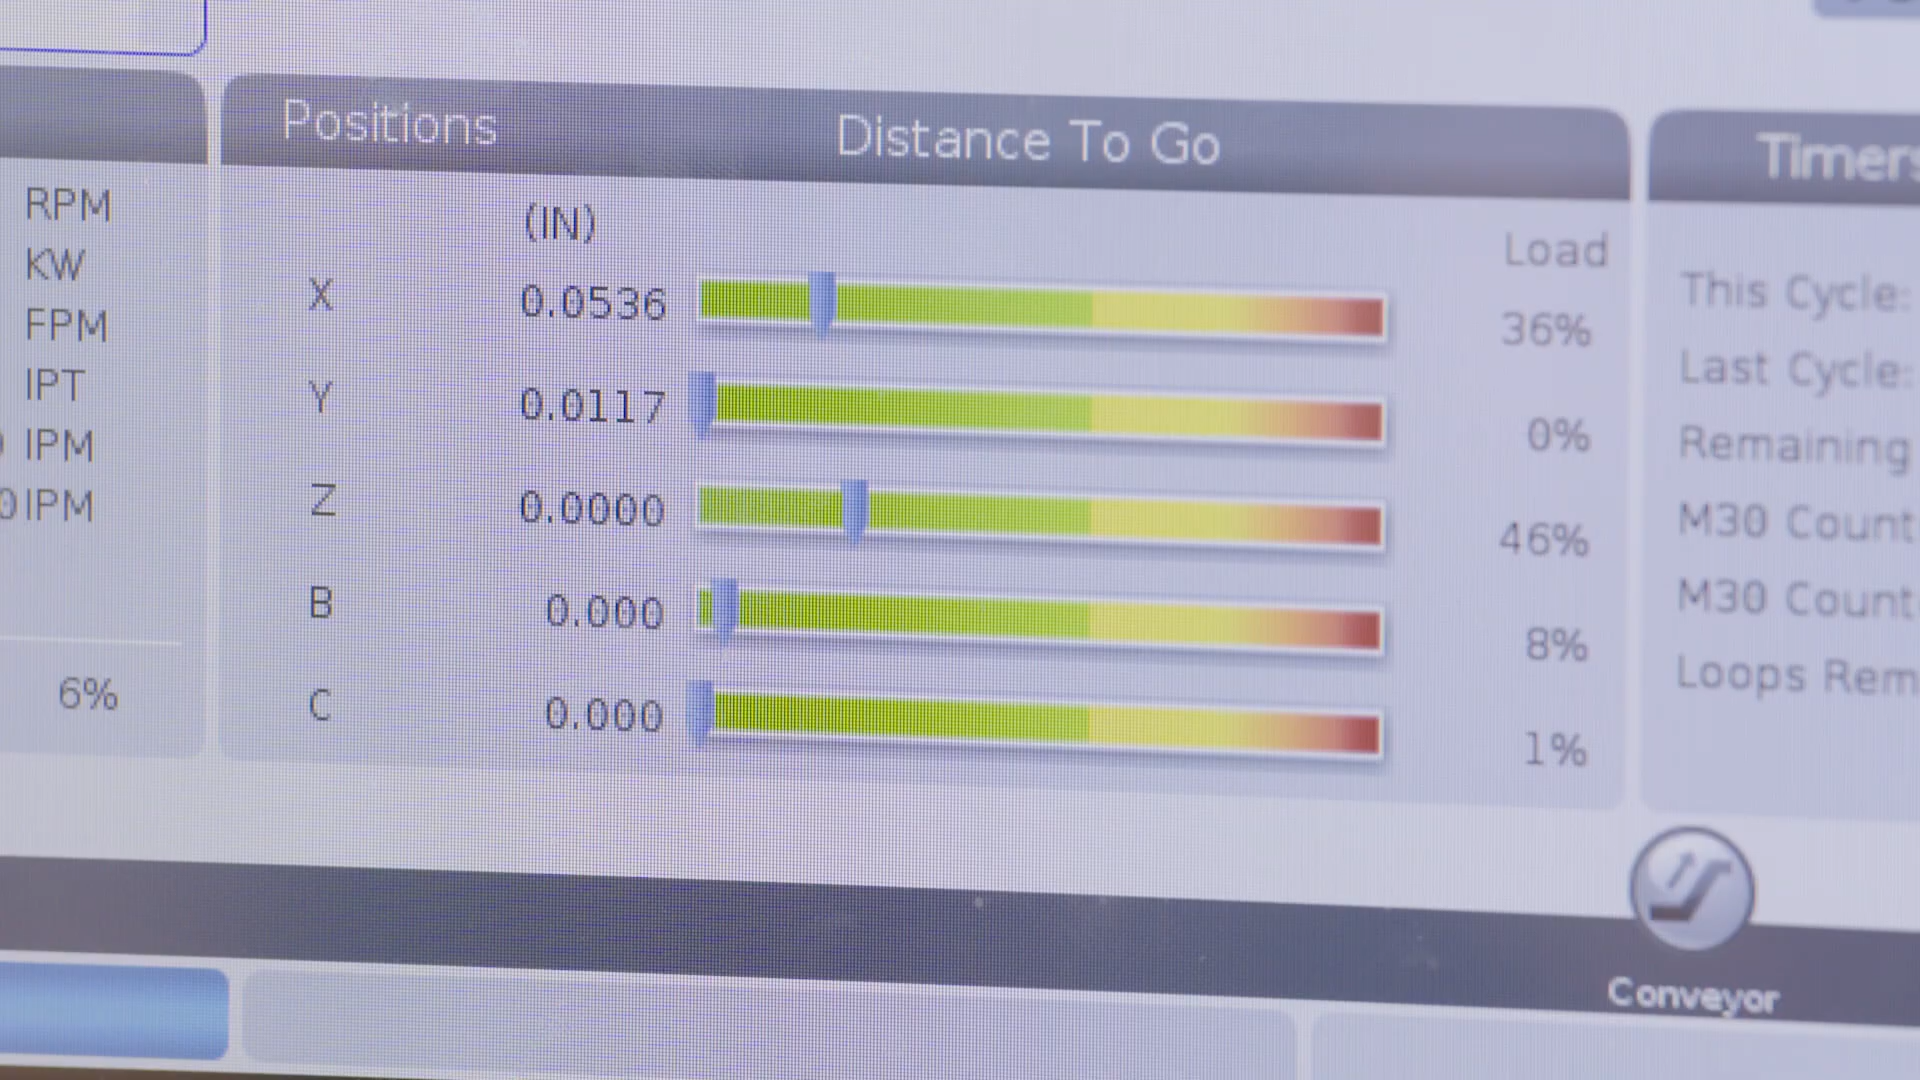 Positions Distance To Go
Timers
RPM
KW
FPM
IPT
IPM
IPM
6%
(IN)
Load
X 0.0536 36%
Y 0.0117 0%
Z 0.0000 46%
B 0.000 8%
C 0.000 1%
This Cycle:
Last Cycle:
Remaining
M30 Count
M30 Count
Loops Rem
Conveyor